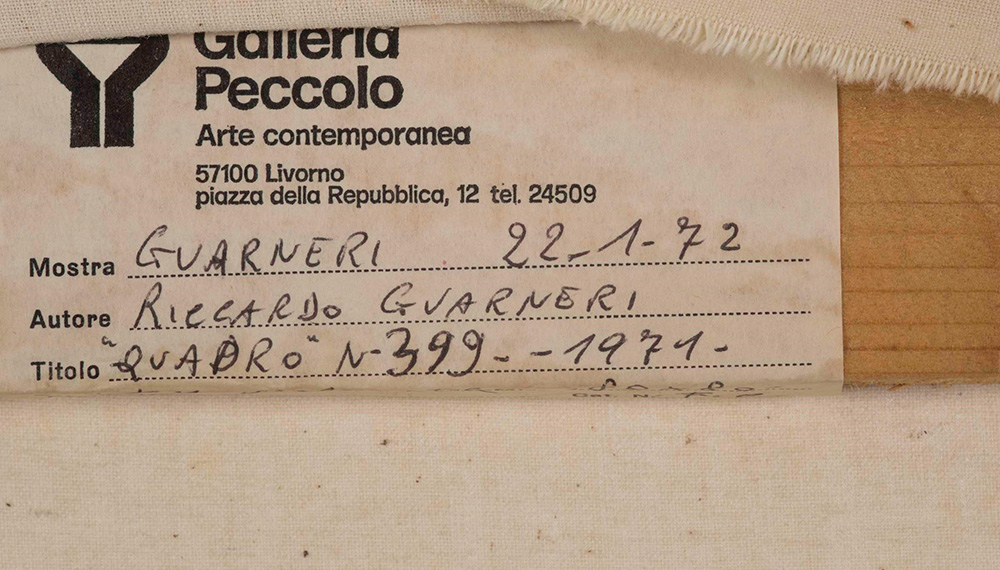 Galleria
Peccolo
Arte contemporanea
57100 Livorno
piazza della Repubblica, 12 tel. 24509
Mostra GUARNERI 22-1-72
Autore RICCARDO GUARNERI
Titolo "QUADRO" N-399--1971-